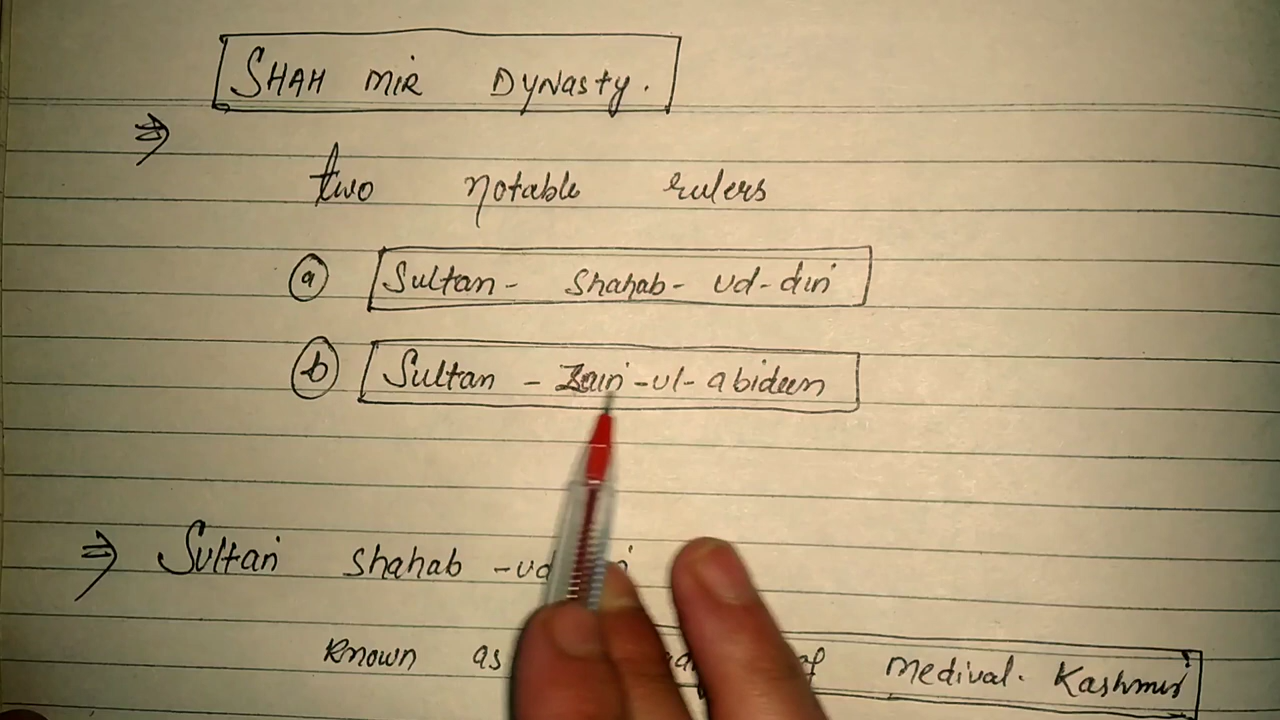 SHAH MIR DYNASTY.
⇒
two notable rulers
(a) Sultan- Shahab- ud-din
(b) Sultan - Zain-ul-abideen
⇒ Sultan Shahab -ud
Known as of medival. Kashmir